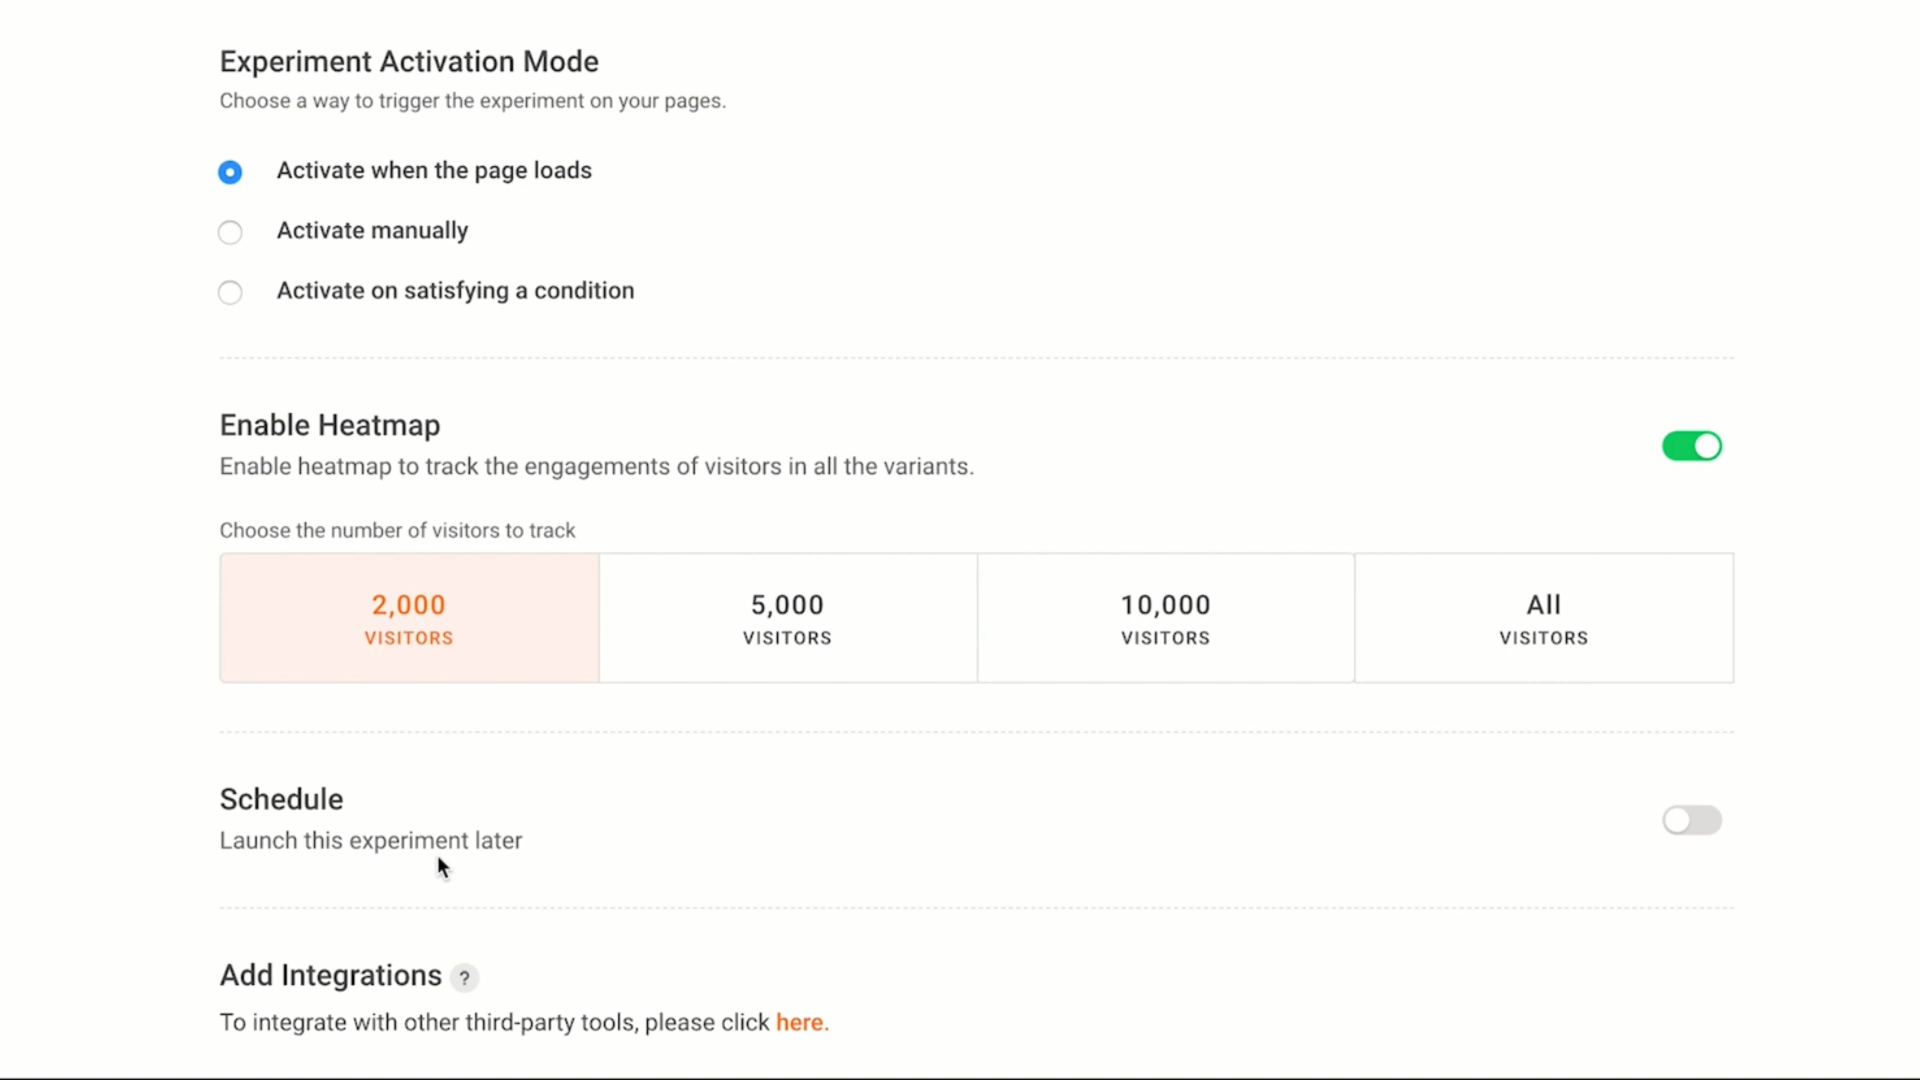 Experiment Activation Mode
Choose a way to trigger the experiment on your pages.
Activate when the page loads
Activate manually
Activate on satisfying a condition
Enable Heatmap
Enable heatmap to track the engagements of visitors in all the variants.
Choose the number of visitors to track
2,000
VISITORS
5,000
VISITORS
10,000
VISITORS
All
VISITORS
Schedule
Launch this experiment later
Add Integrations ?
To integrate with other third-party tools, please click here.